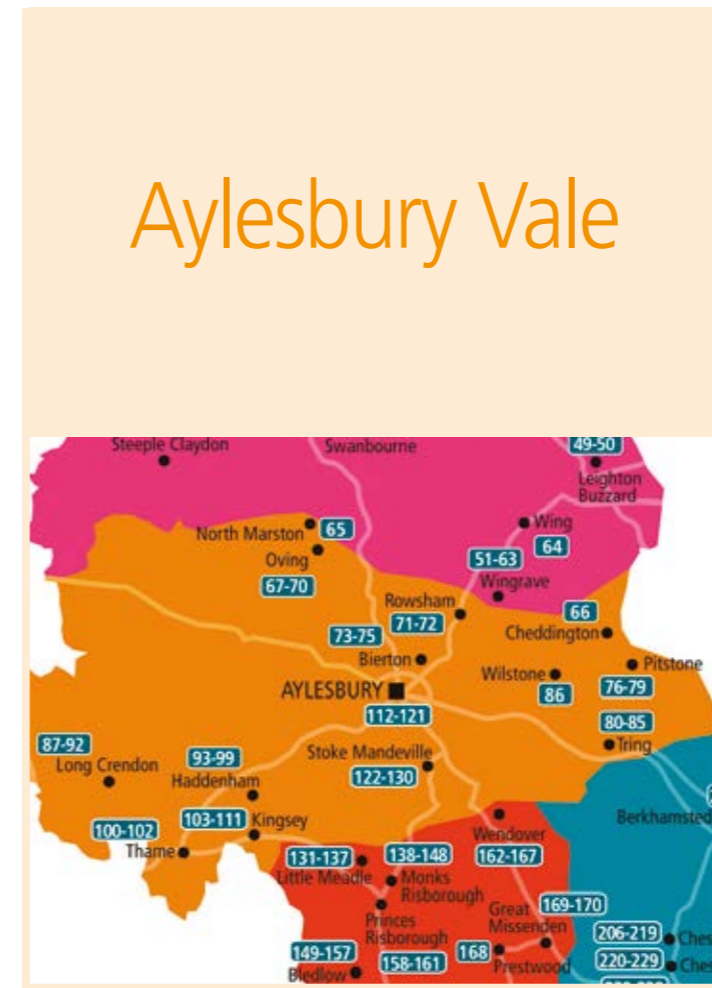 Aylesbury Vale
Steeple Claydon
Swanbourne
49-50
Leighton
Buzzard
North Marston
65
Wing
64
Oving
67-70
51-63
Wingrave
Rowsham
71-72
66
Cheddington
73-75
Bierton
Wilstone
86
Pitstone
76-79
AYLESBURY
112-121
80-85
Tring
87-92
Long Crendon
93-99
Haddenham
Stoke Mandeville
122-130
103-111
Kingsey
100-102
Thame
Berkhamsted
Wendover
162-167
131-137
Little Meadle
138-148
Monks
Risborough
Princes
Risborough
158-161
Great
Missenden
169-170
168
Prestwood
149-157
Bledlow
206-219
Ches
220-229
Ches